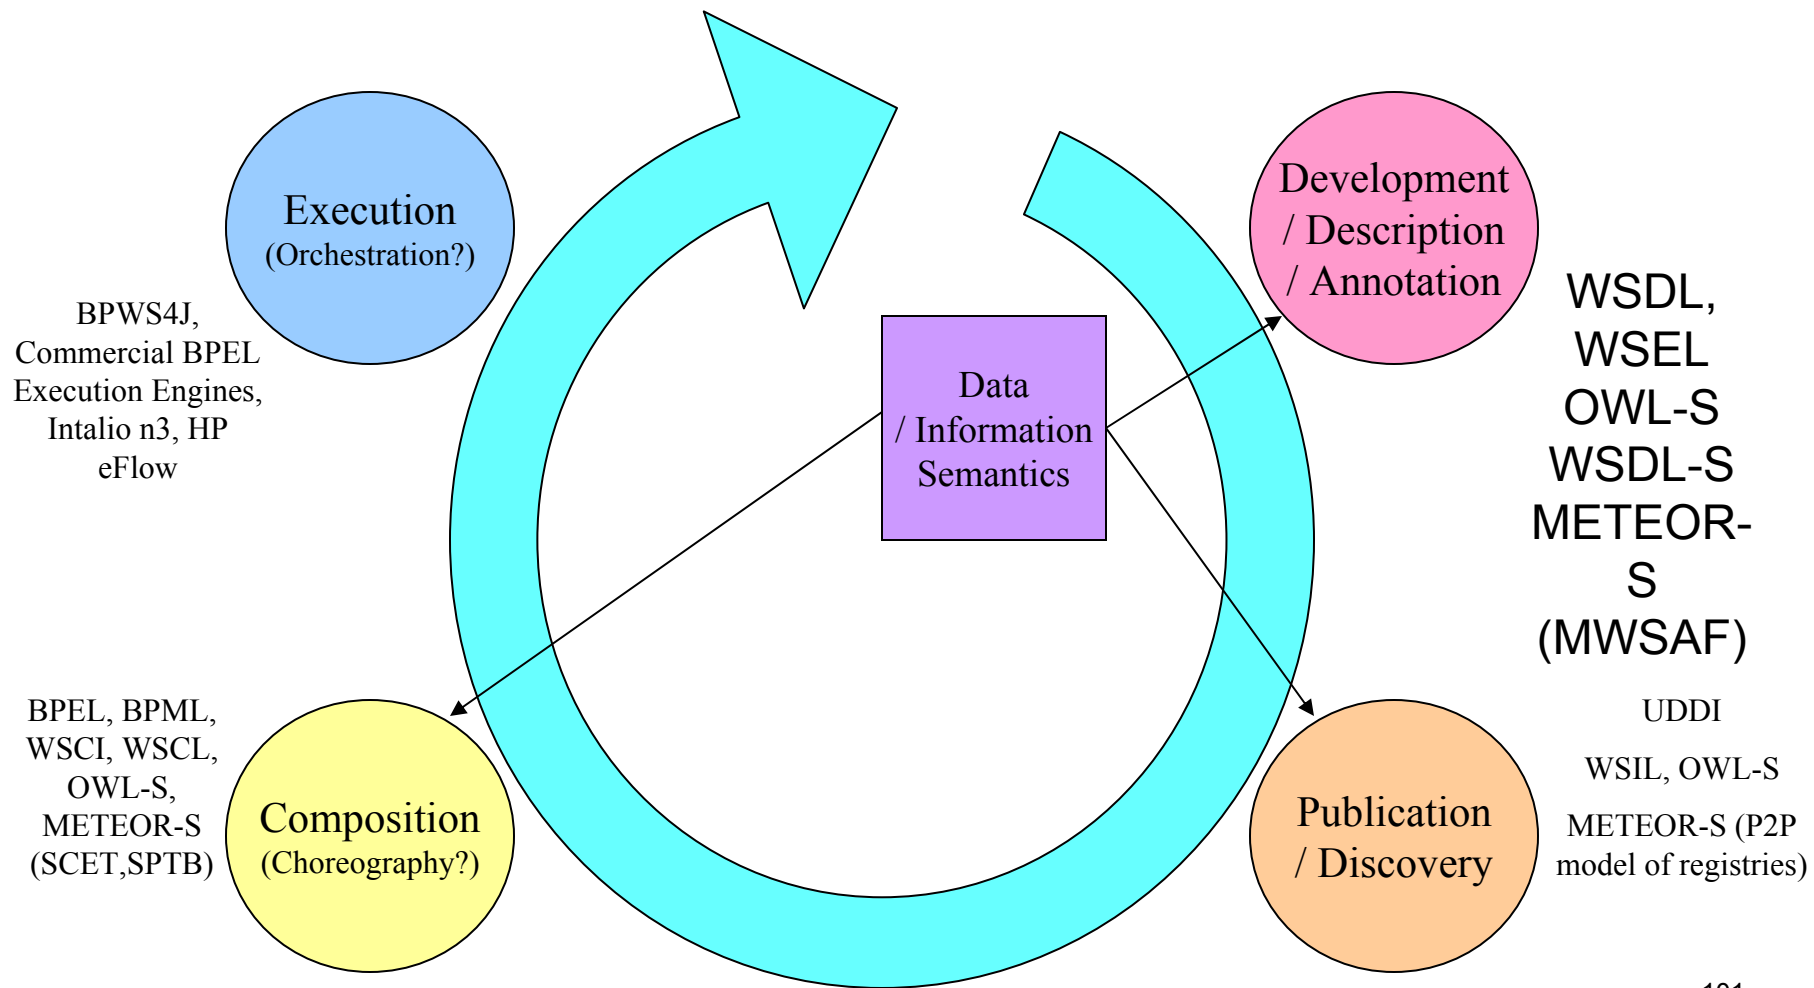 Execution
(Orchestration?)
BPWS4J,
Commercial BPEL
Execution Engines,
Intalio n3, HP
eFlow
Development
/ Description
/ Annotation
WSDL,
WSEL
OWL-S
WSDL-S
METEOR-
S
(MWSAF)
Data
/ Information
Semantics
BPEL, BPML,
WSCI, WSCL,
OWL-S,
METEOR-S
(SCET,SPTB)
Composition
(Choreography?)
Publication
/ Discovery
UDDI
WSIL, OWL-S
METEOR-S (P2P
model of registries)